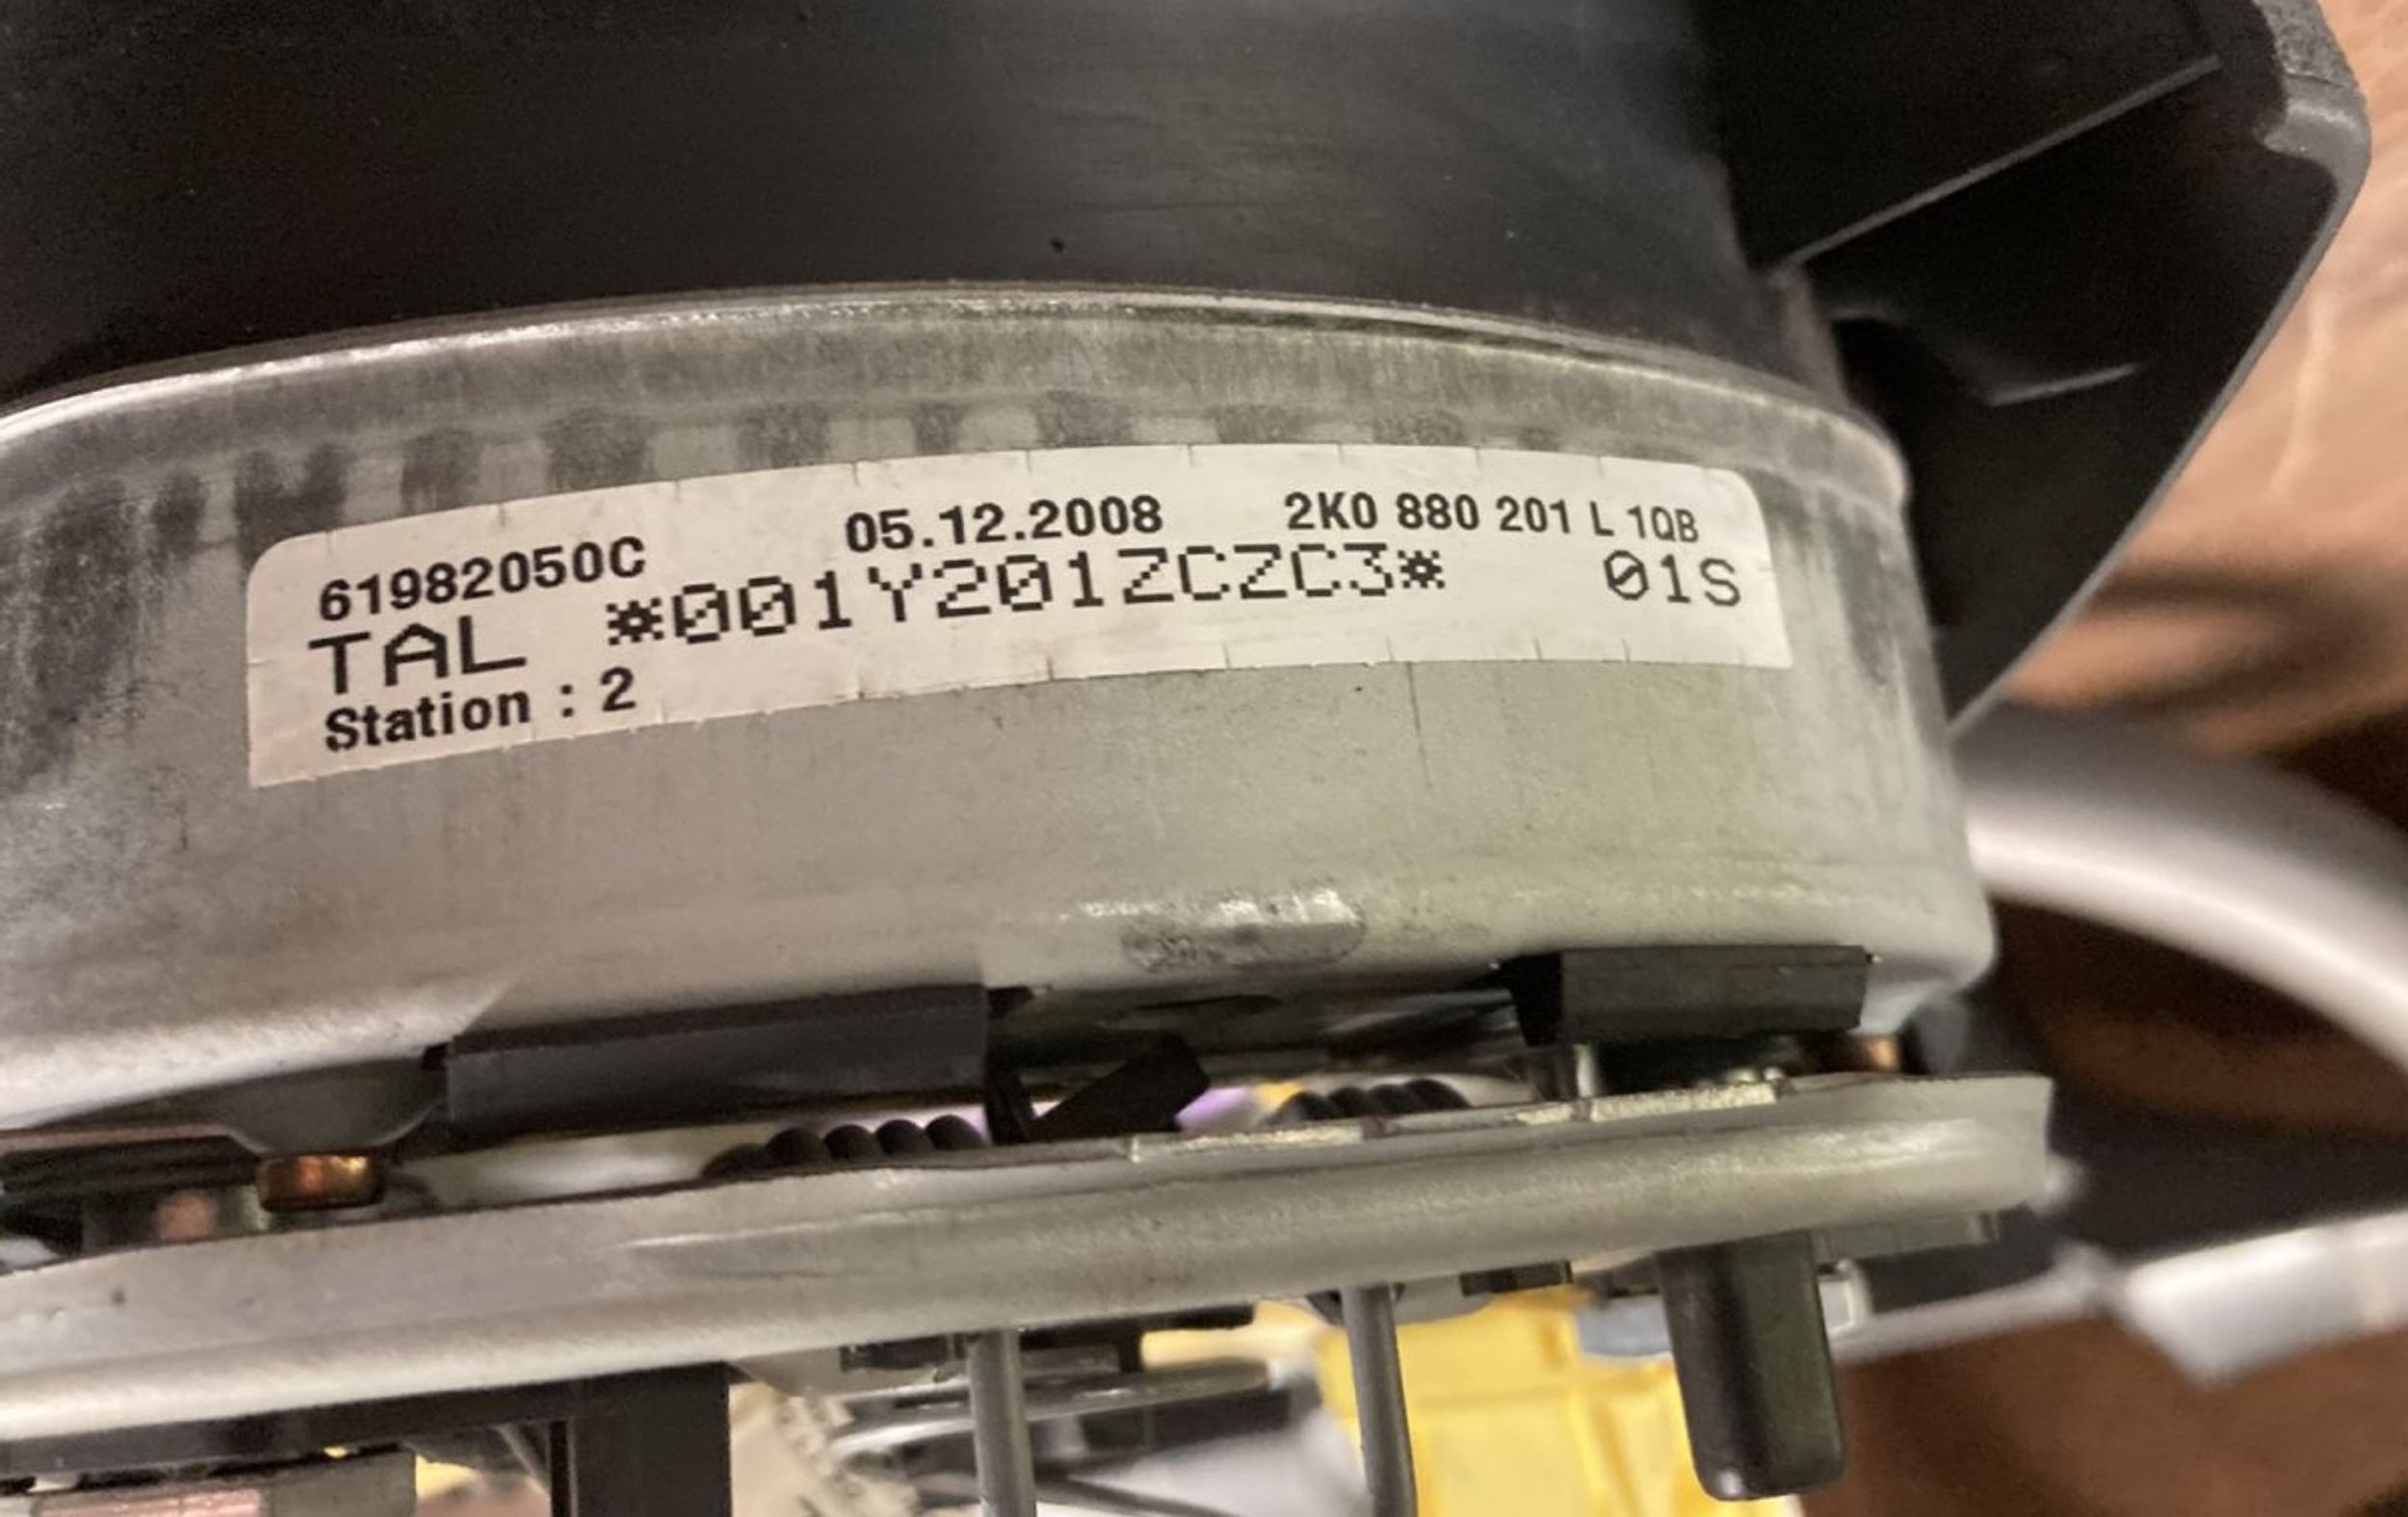 61982050C 05.12.2008 2K0 880 201 L 1QB
TAL *001Y201ZCZC3* 01S
Station : 2